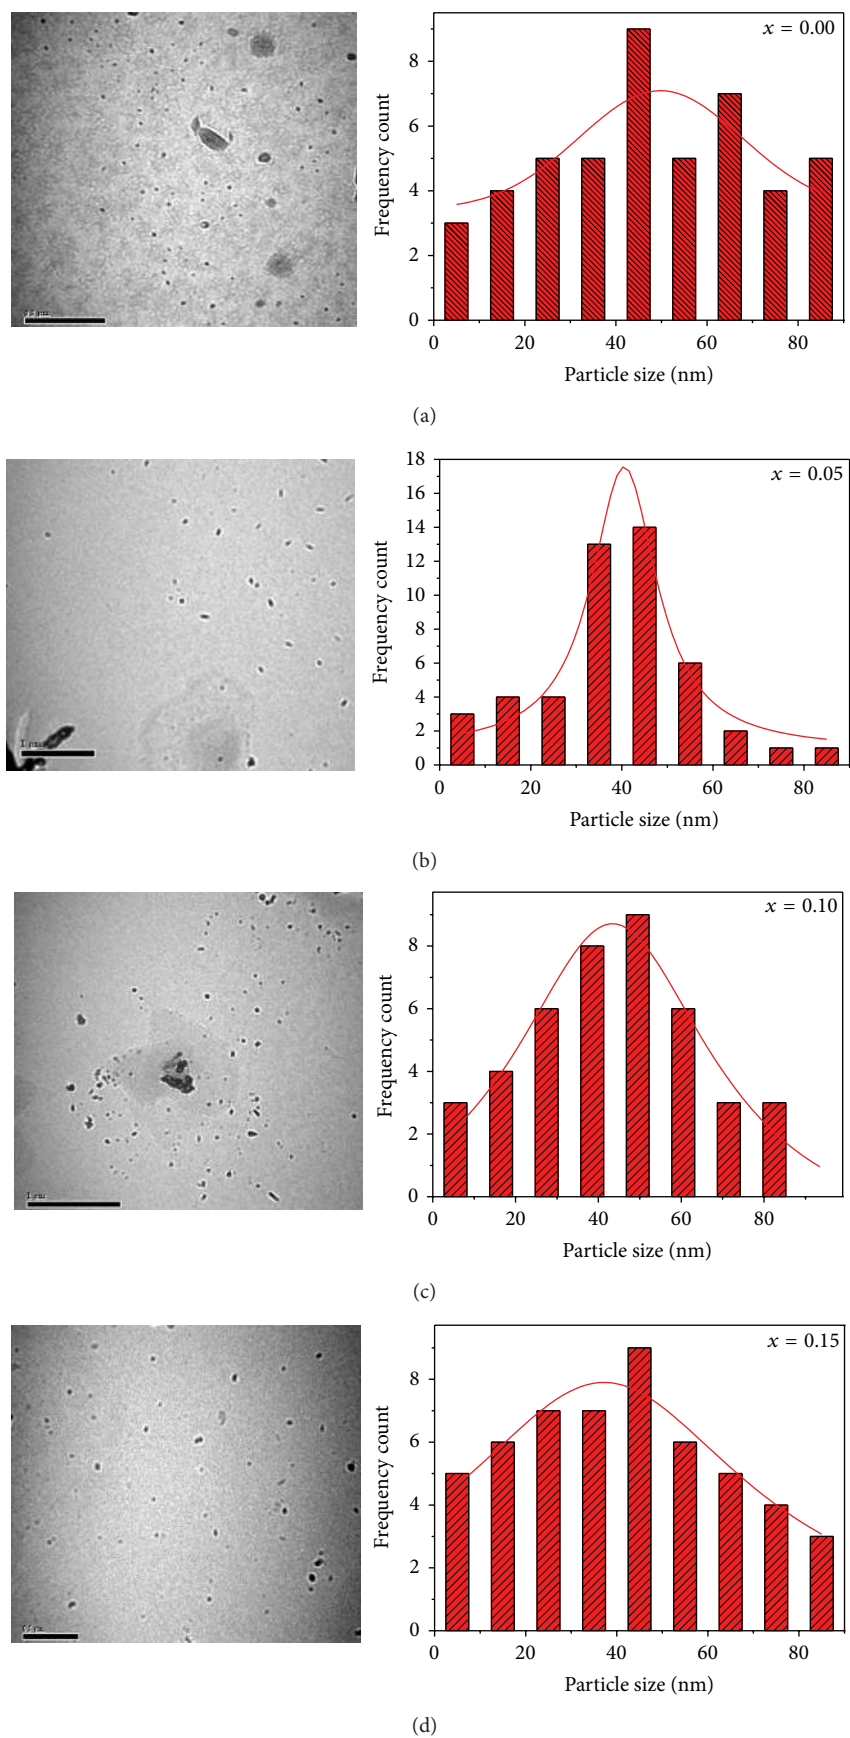 x = 0.00
Frequency count
8
6
4
2
0
0 20 40 60 80
Particle size (nm)
(a)
x = 0.05
Frequency count
18
16
14
12
10
8
6
4
2
0
0 20 40 60 80
Particle size (nm)
(b)
x = 0.10
Frequency count
8
6
4
2
0
0 20 40 60 80
Particle size (nm)
(c)
x = 0.15
Frequency count
8
6
4
2
0
0 20 40 60 80
Particle size (nm)
(d)